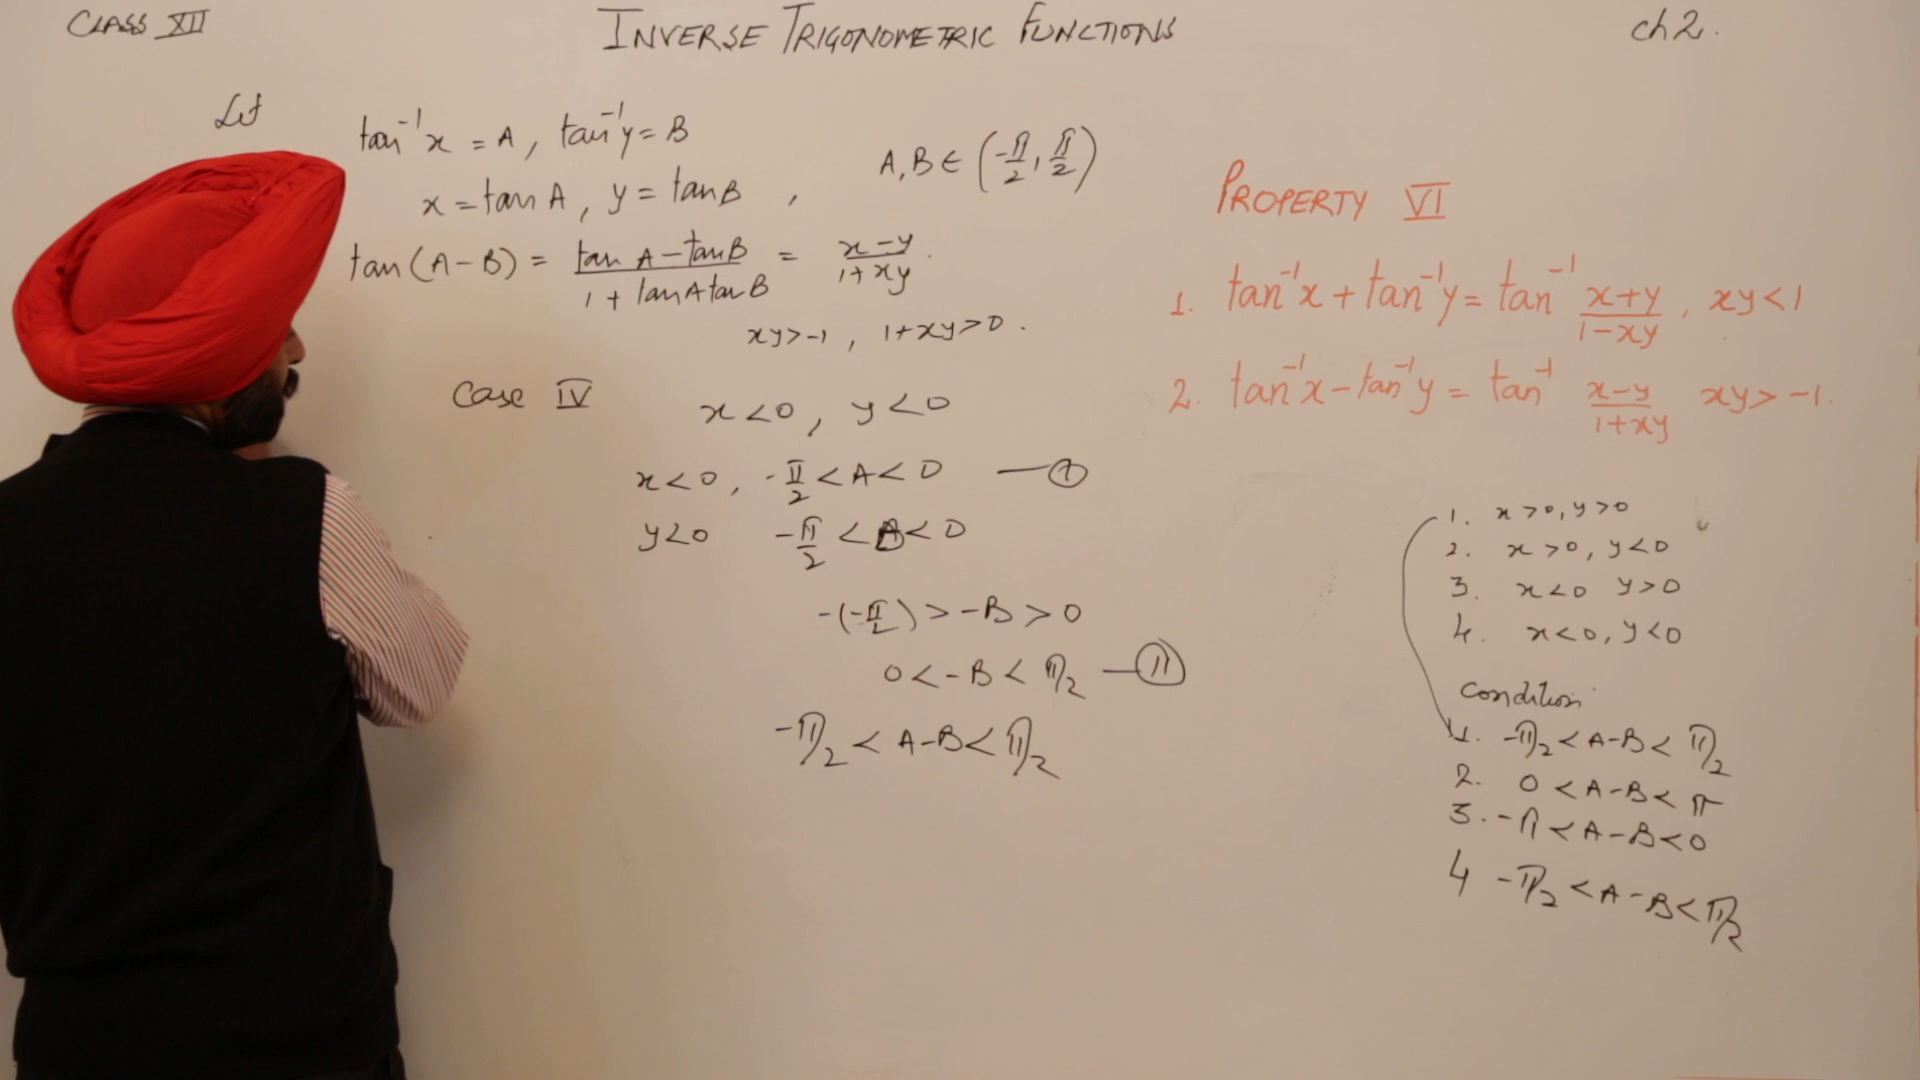 CLASS XII
INVERSE TRIGONOMETRIC FUNCTIONS
Ch2.
Let
tan⁻¹x = A, tan⁻¹y = B
x = tan A, y = tan B , A,B ∈ (-π/2, π/2)
tan(A-B) = (tan A - tan B)/(1 + tan A tan B) = (x-y)/(1+xy).
xy>-1, 1+xy>0.
Case IV
x<0, y<0
x<0, -π/2 < A < 0 — I
y<0 -π/2 < B < 0
-(-π/2) > -B > 0
0 < -B < π/2 — II
-π/2 < A-B < π/2
PROPERTY VI
1. tan⁻¹x + tan⁻¹y = tan⁻¹ (x+y)/(1-xy), xy<1
2. tan⁻¹x - tan⁻¹y = tan⁻¹ (x-y)/(1+xy) xy>-1.
1. x>0, y>0
2. x>0, y<0
3. x<0 y>0
4. x<0, y<0
Condition
1. -π/2 < A-B < π/2
2. 0 < A-B < π
3. -π < A-B < 0
4 -π/2 < A-B < π/2